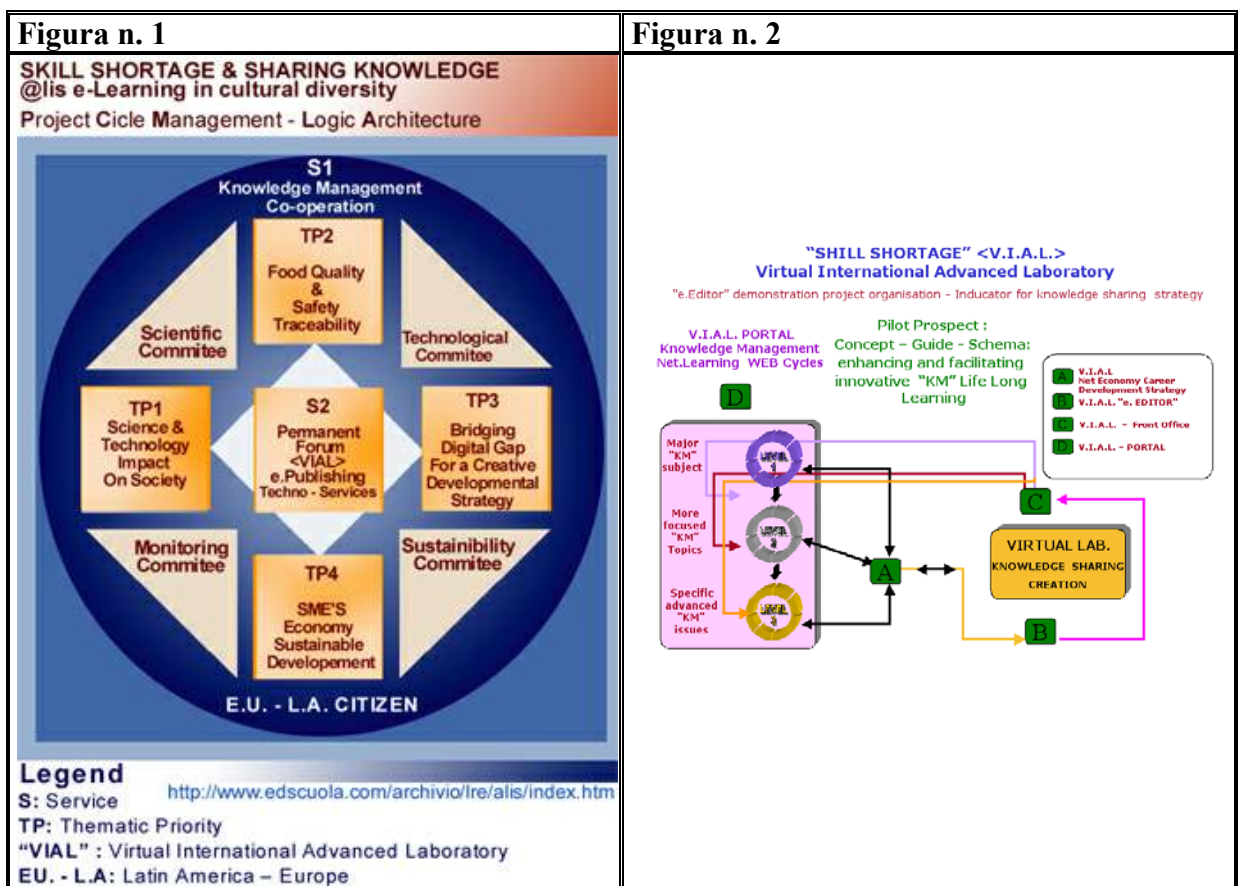 Figura n. 1
SKILL SHORTAGE & SHARING KNOWLEDGE
@lis e-Learning in cultural diversity
Project Cicle Management - Logic Architecture
S1
Knowledge Management
Co-operation
TP2
Food Quality
&
Safety
Traceability
Scientific
Commitee
Technological
Commitee
TP1
Science &
Technology
Impact
On Society
S2
Permanent
Forum
<VIAL>
e.Publishing
Techno - Services
TP3
Bridging
Digital Gap
For a Creative
Developmental
Strategy
Monitoring
Commitee
Sustainibility
Commitee
TP4
SME'S
Economy
Sustainable
Developement
E.U. - L.A. CITIZEN
Legend
S: Service
http://www.edscuola.com/archivio/lre/alis/index.htm
TP: Thematic Priority
“VIAL” : Virtual International Advanced Laboratory
EU. - L.A: Latin America – Europe
Figura n. 2
“SHILL SHORTAGE” <V.I.A.L.>
Virtual International Advanced Laboratory
“e.Editor” demonstration project organisation - Inducator for knowledge sharing strategy
V.I.A.L. PORTAL
Knowledge Management
Net.Learning WEB Cycles
Pilot Prospect :
Concept – Guide - Schema:
enhancing and facilitating
innovative “KM” Life Long
Learning
A V.I.A.L
Net Economy Career
Development Strategy
B V.I.A.L. “e. EDITOR”
C V.I.A.L. – Front Office
D V.I.A.L. – PORTAL
D
Major
“KM”
subject
LEVEL
1
More
focused
“KM”
Topics
LEVEL
2
Specific
advanced
“KM”
issues
LEVEL
3
A
C
VIRTUAL LAB.
KNOWLEDGE SHARING
CREATION
B